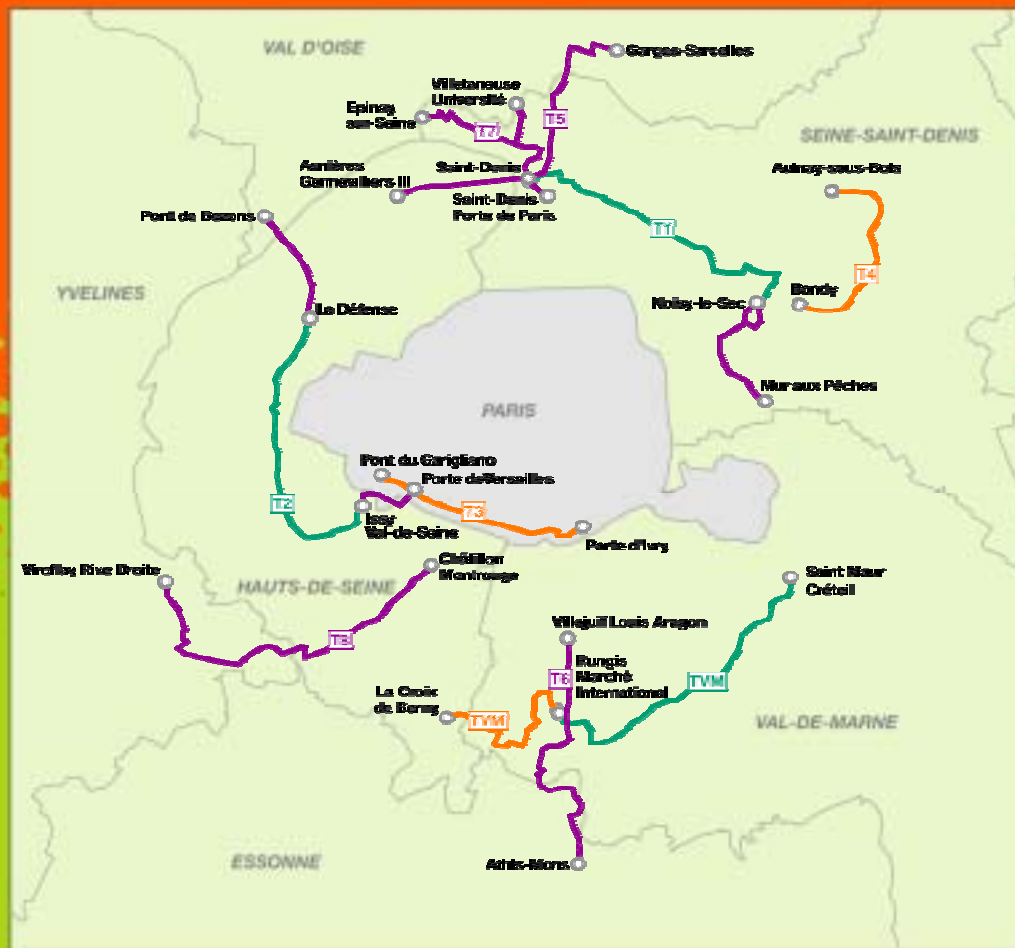 VAL D'OISE
Garges-Sarcelles
Villetaneuse
Université
Epinay
sur-Seine
T7
T5
SEINE-SAINT-DENIS
Asnières
Gennevilliers III
Saint-Denis
Aulnay-sous-Bois
Saint-Denis
Porte de Paris
Pont de Bezons
T1
YVELINES
T4
Noisy-le-Sec
Bondy
La Défense
Mur aux Pêches
PARIS
Pont du Garigliano
Porte de Versailles
T2
T3
Issy
Val-de-Seine
Porte d'Ivry
Viroflay Rive Droite
Châtillon
Montrouge
HAUTS-DE-SEINE
Saint Maur
Créteil
Villejuif Louis Aragon
T8
T6
Rungis
Marché
International
TVM
La Croix
de Berny
TVM
VAL-DE-MARNE
ESSONNE
Athis-Mons